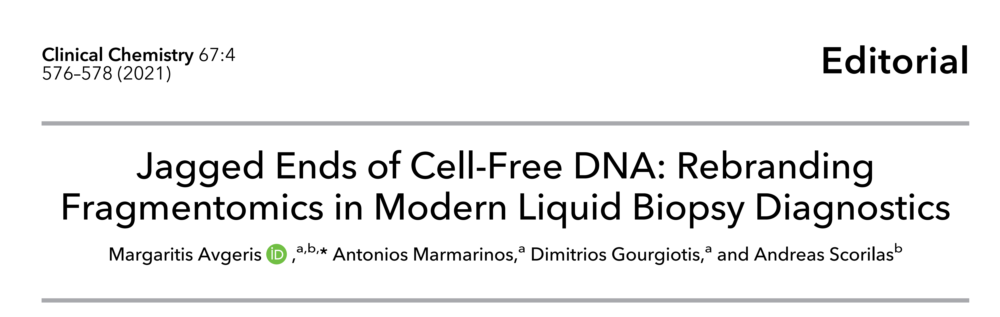 Clinical Chemistry 67:4
576–578 (2021)
Editorial
Jagged Ends of Cell-Free DNA: Rebranding
Fragmentomics in Modern Liquid Biopsy Diagnostics
Margaritis Avgeris iD ,a,b,* Antonios Marmarinos,a Dimitrios Gourgiotis,a and Andreas Scorilasb